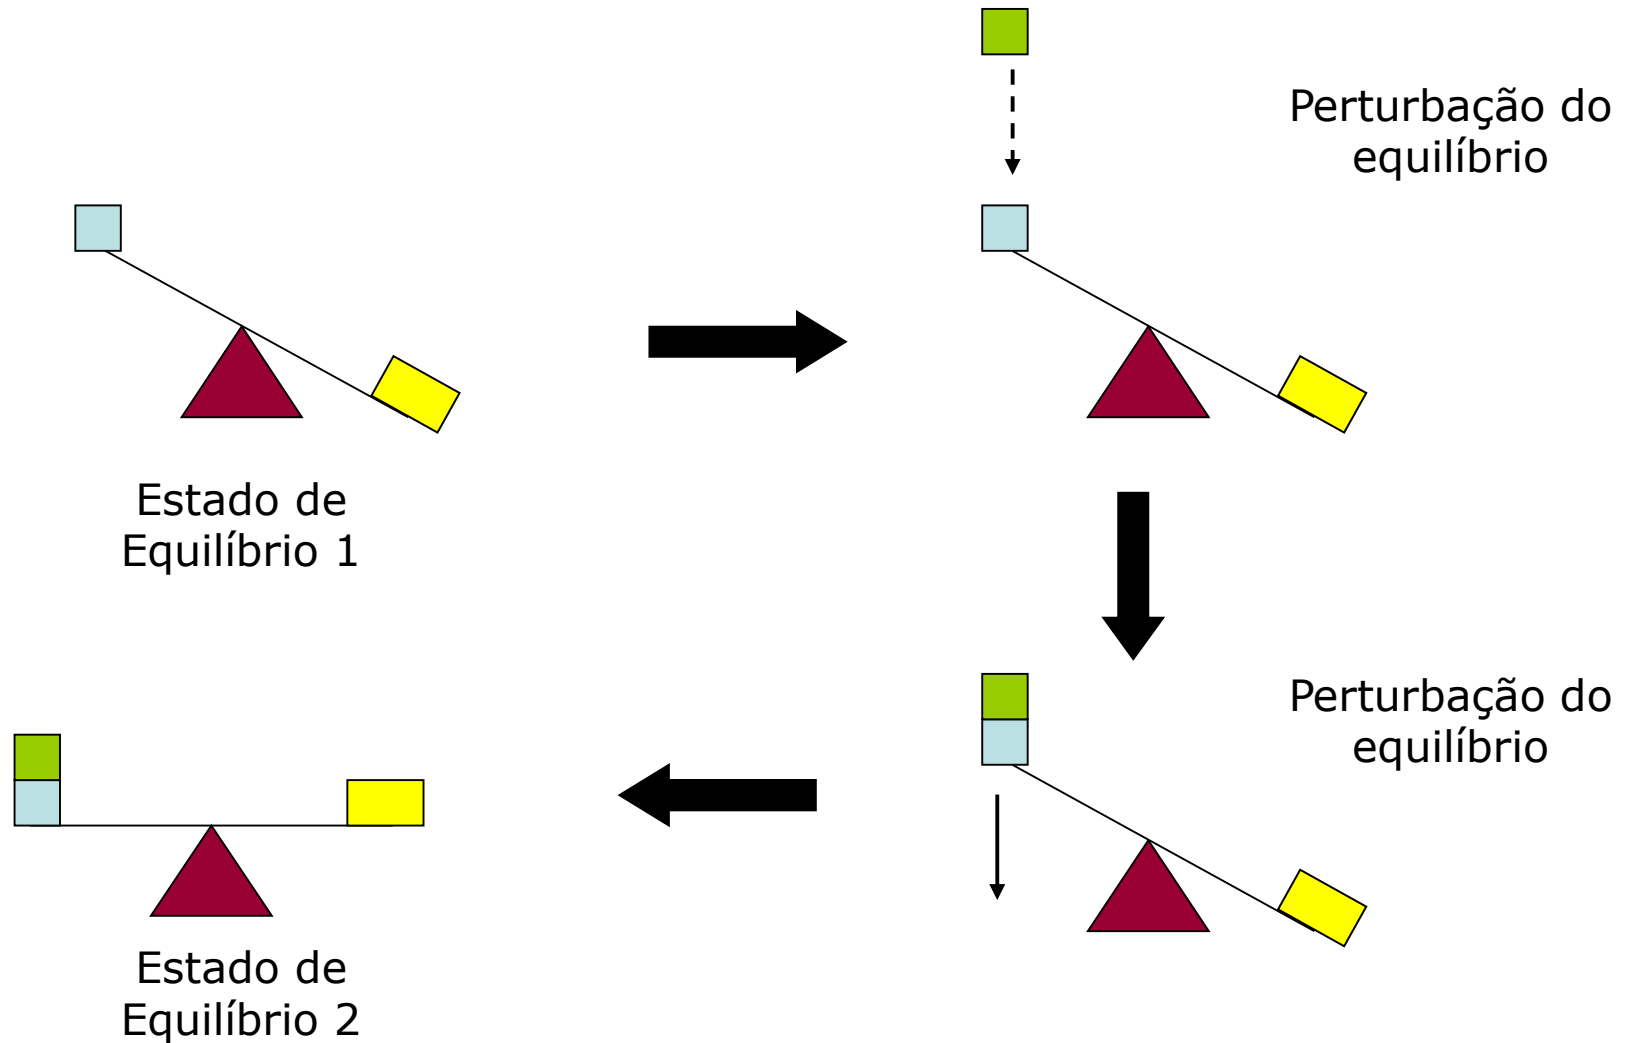 Perturbação do
equilíbrio
Estado de
Equilíbrio 1
Perturbação do
equilíbrio
Estado de
Equilíbrio 2